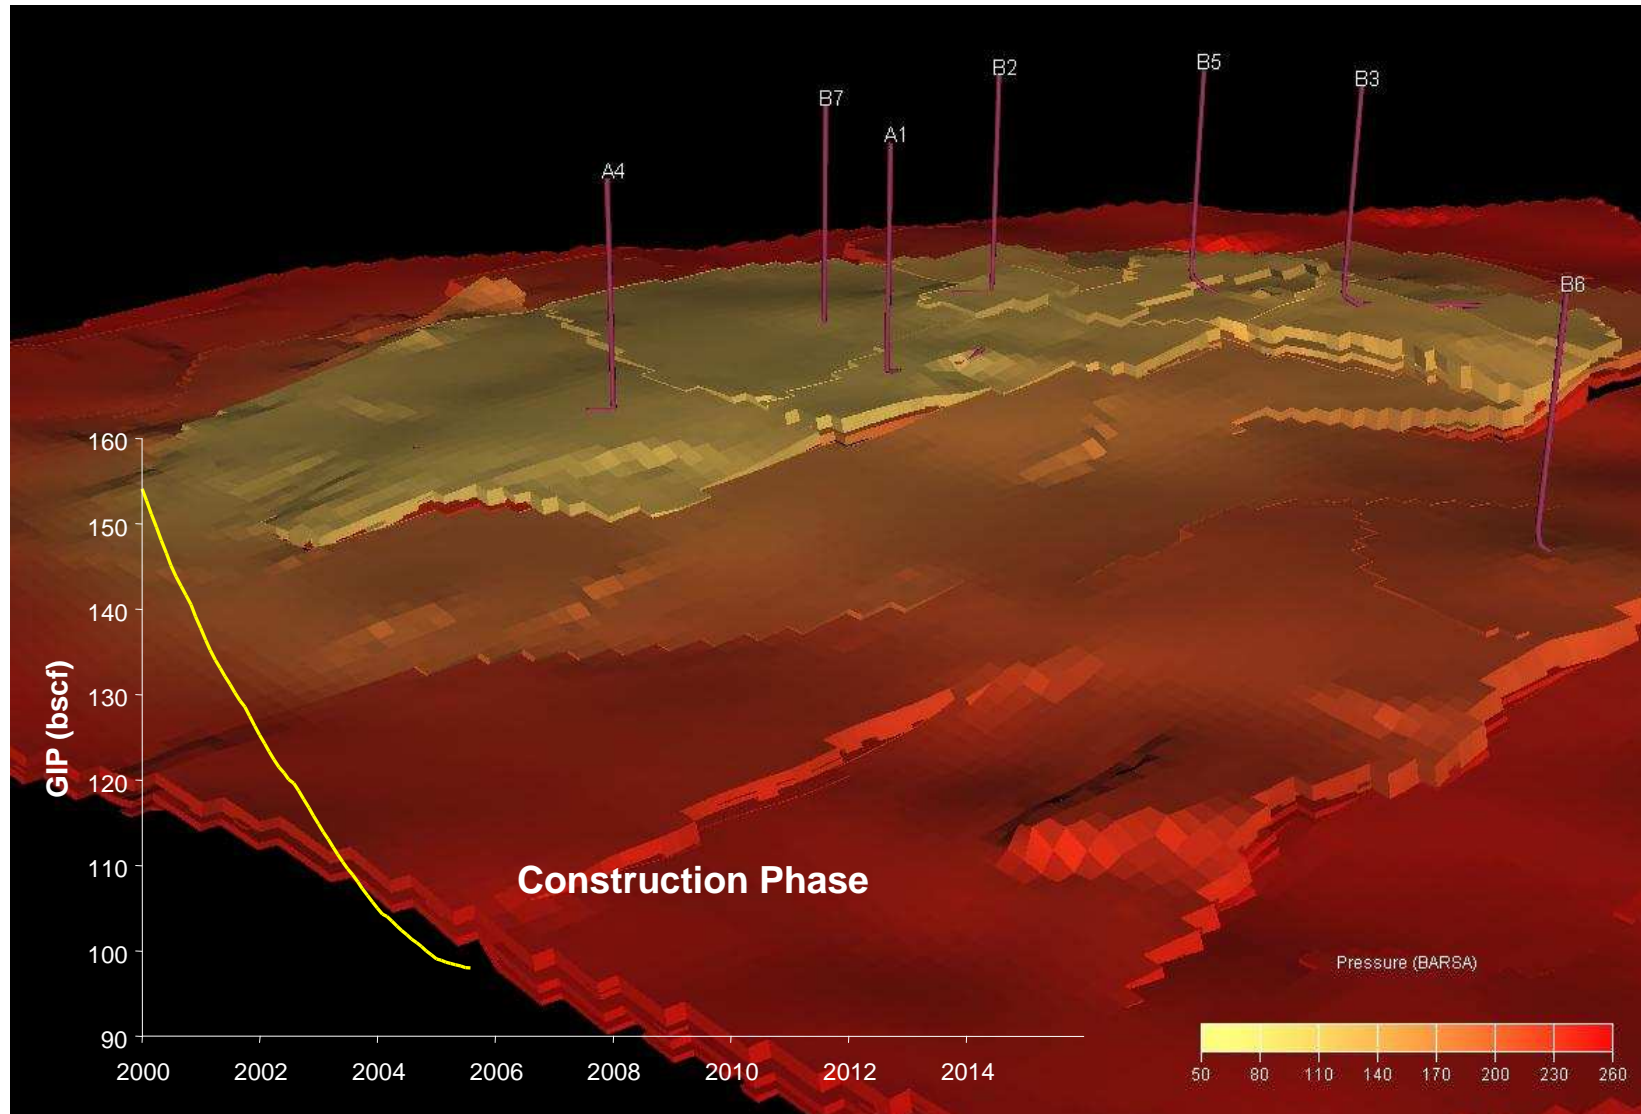 B2
B5
B3
B7
A1
A4
B6
160
150
140
130
120
110
100
90
GIP (bscf)
Construction Phase
2000 2002 2004 2006 2008 2010 2012 2014
Pressure (BARSA)
50 80 110 140 170 200 230 260